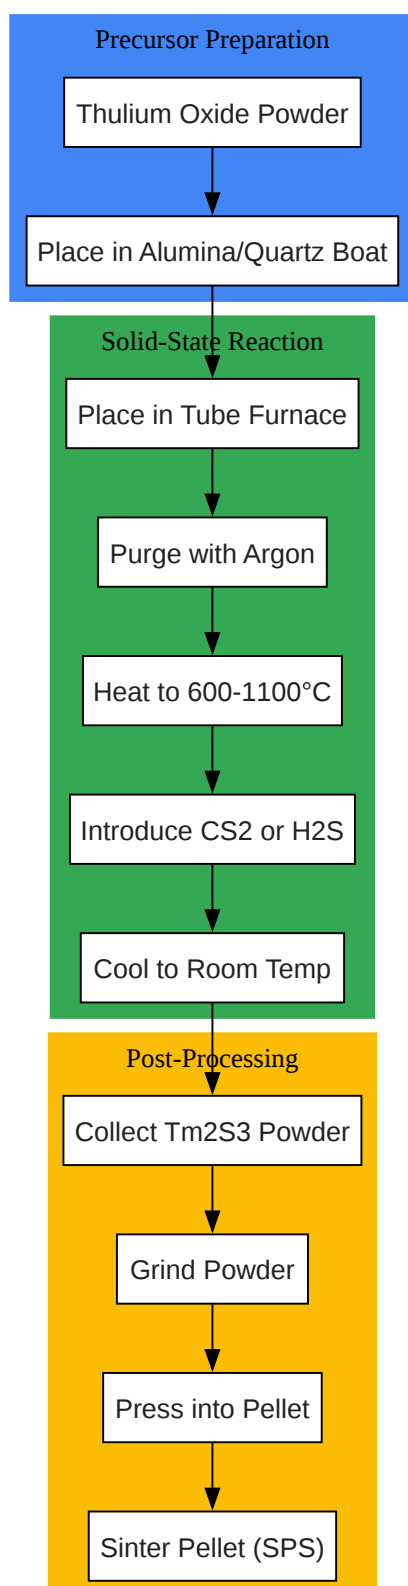 Precursor Preparation
Thulium Oxide Powder
Place in Alumina/Quartz Boat
Solid-State Reaction
Place in Tube Furnace
Purge with Argon
Heat to 600-1100°C
Introduce CS2 or H2S
Cool to Room Temp
Post-Processing
Collect Tm2S3 Powder
Grind Powder
Press into Pellet
Sinter Pellet (SPS)